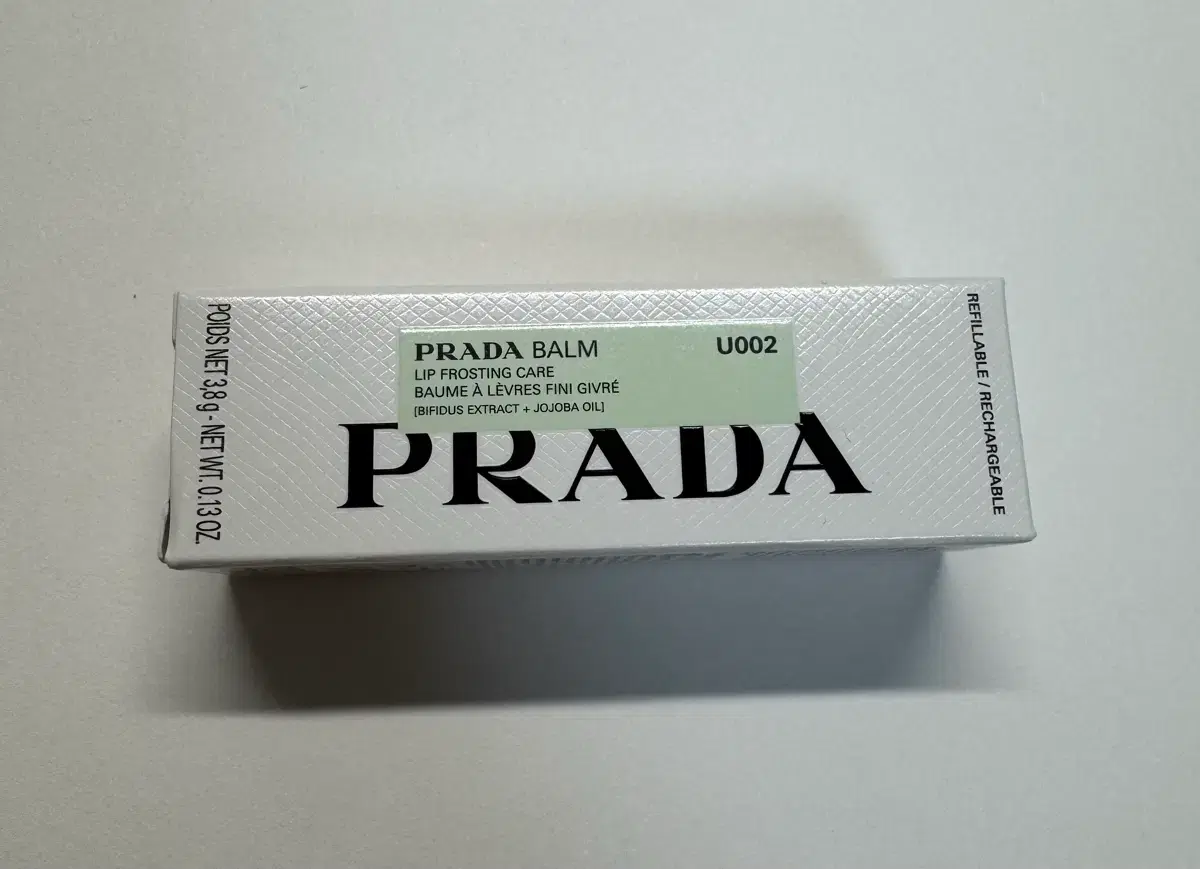 PRADA BALM
U002
LIP FROSTING CARE
BAUME À LÈVRES FINI GIVRÉ
[BIFIDUS EXTRACT + JOJOBA OIL]
PRADA
POIDS NET 3,8 g - NET WT. 0.13 OZ.
REFILLABLE / RECHARGEABLE